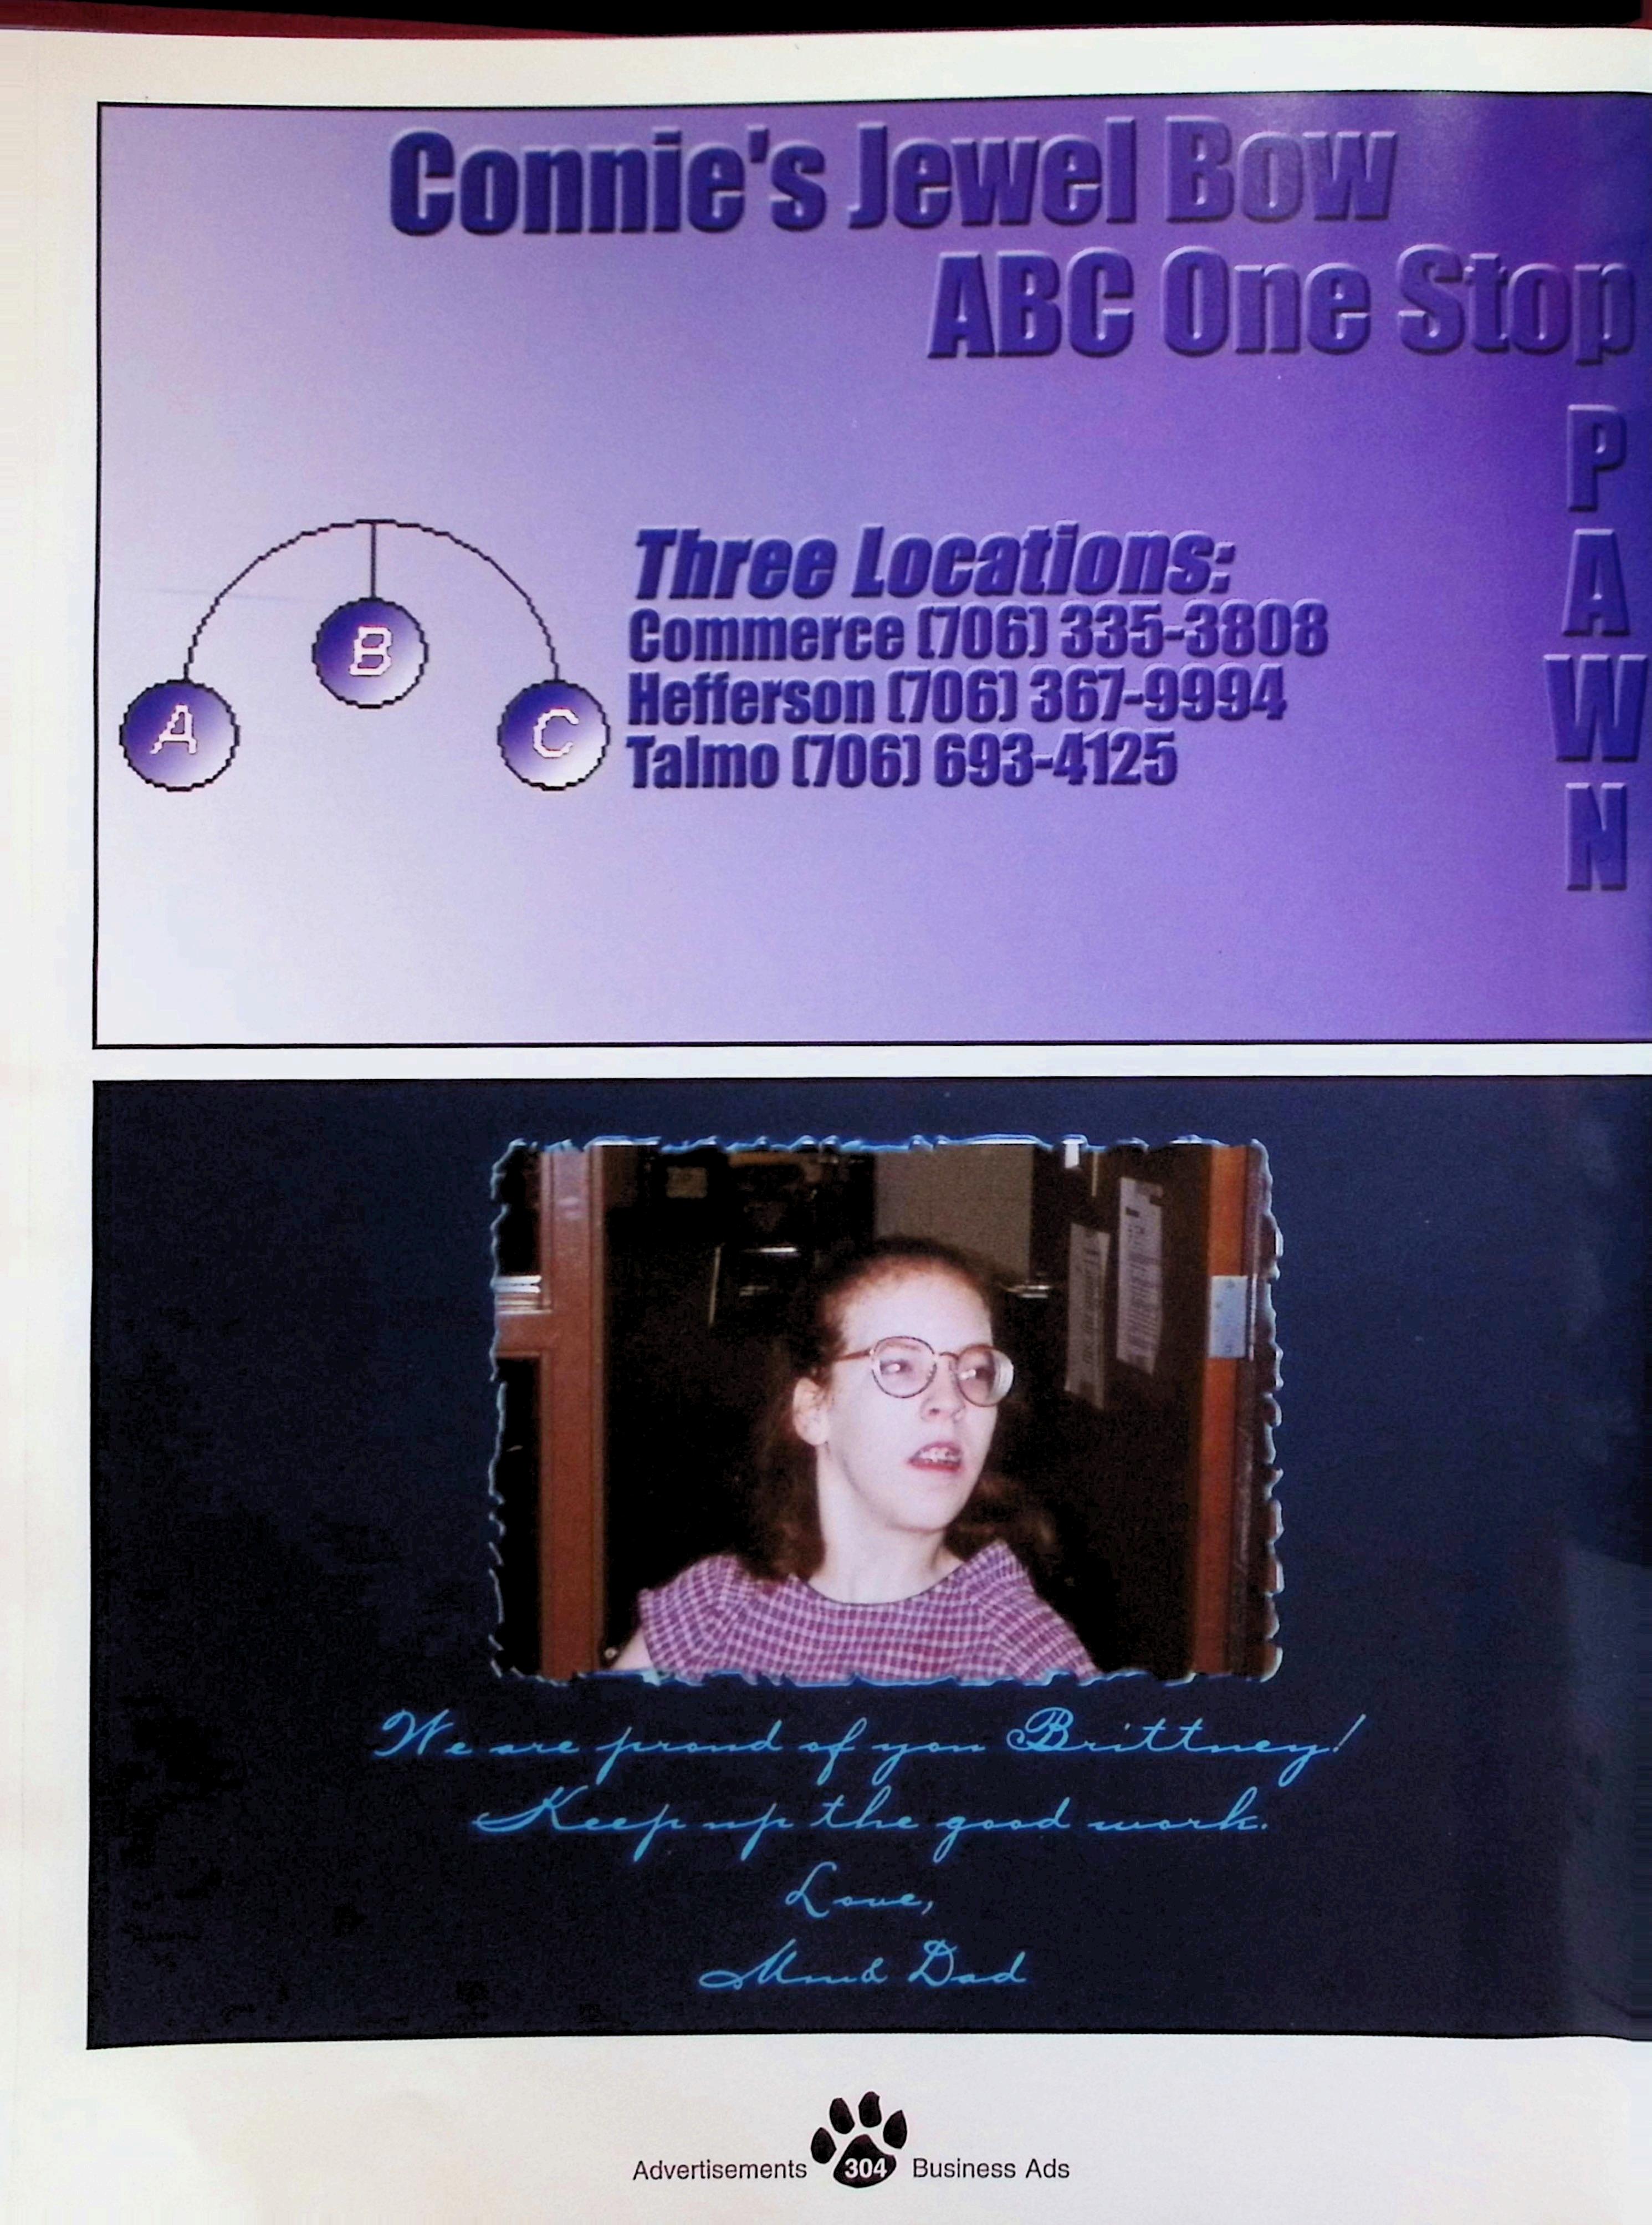 Connie's Jewel Bow
ABC One Stop
P
A
W
N
A
B
C
Three Locations:
Commerce (706) 335-3808
Hefferson (706) 367-9994
Talmo (706) 693-4125
We are proud of you Brittney!
Keep up the good work.
Love,
Mom & Dad
Advertisements 304 Business Ads